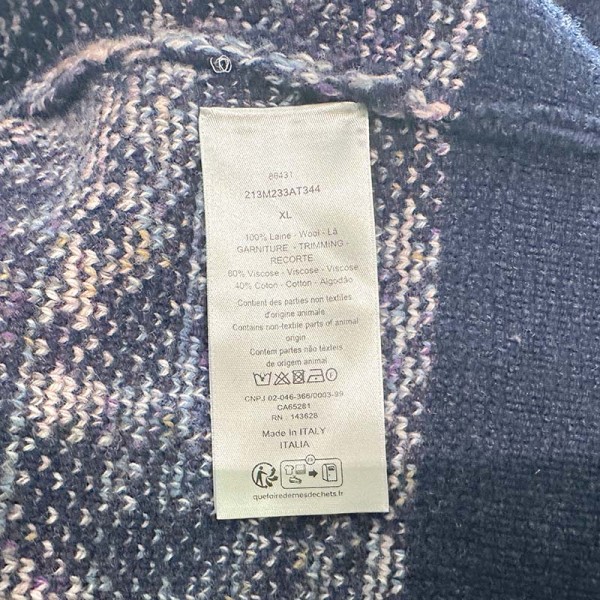 86431
213M233AT344
XL
100% Laine - Wool - Lã
GARNITURE - TRIMMING -
RECORTE
60% Viscose - Viscose - Viscose
40% Coton - Cotton - Algodão
Contient des parties non textiles
d'origine animale
Contains non-textile parts of animal
origin
Contem partes não têxteis
de origem animal
CNPJ 02-046-366/0003-99
CA65281
RN : 143628
Made In ITALY
ITALIA
FR
quefairedemesdechets.fr